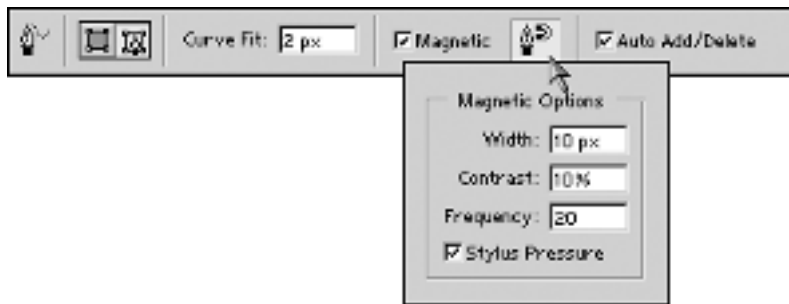 Curve Fit: 2 px Magnetic Auto Add/Delete
Magnetic Options
Width: 10 px
Contrast: 10%
Frequency: 20
Stylus Pressure